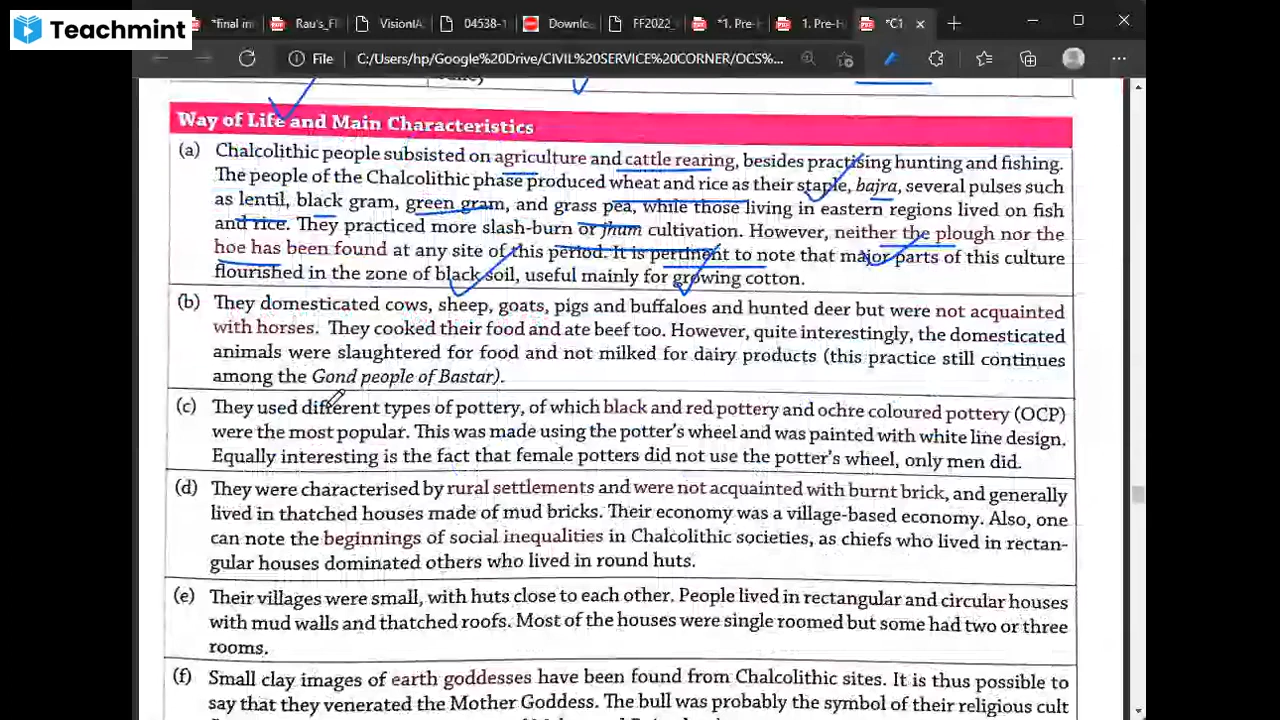 Teachmint
*final in
Rau's_Fl
VisionIA
04538-1
Downlo
FF2022_
*1. Pre-H
1. Pre-H
*C1
File
C:/Users/hp/Google%20Drive/CIVIL%20SERVICE%20CORNER/OCS%...
Way of Life and Main Characteristics
(a) Chalcolithic people subsisted on agriculture and cattle rearing, besides practising hunting and fishing.
The people of the Chalcolithic phase produced wheat and rice as their staple, bajra, several pulses such
as lentil, black gram, green gram, and grass pea, while those living in eastern regions lived on fish
and rice. They practiced more slash-burn or jhum cultivation. However, neither the plough nor the
hoe has been found at any site of this period. It is pertinent to note that major parts of this culture
flourished in the zone of black soil, useful mainly for growing cotton.
(b) They domesticated cows, sheep, goats, pigs and buffaloes and hunted deer but were not acquainted
with horses. They cooked their food and ate beef too. However, quite interestingly, the domesticated
animals were slaughtered for food and not milked for dairy products (this practice still continues
among the Gond people of Bastar).
(c) They used different types of pottery, of which black and red pottery and ochre coloured pottery (OCP)
were the most popular. This was made using the potter's wheel and was painted with white line design.
Equally interesting is the fact that female potters did not use the potter's wheel, only men did.
(d) They were characterised by rural settlements and were not acquainted with burnt brick, and generally
lived in thatched houses made of mud bricks. Their economy was a village-based economy. Also, one
can note the beginnings of social inequalities in Chalcolithic societies, as chiefs who lived in rectan-
gular houses dominated others who lived in round huts.
(e) Their villages were small, with huts close to each other. People lived in rectangular and circular houses
with mud walls and thatched roofs. Most of the houses were single roomed but some had two or three
rooms.
(f) Small clay images of earth goddesses have been found from Chalcolithic sites. It is thus possible to
say that they venerated the Mother Goddess. The bull was probably the symbol of their religious cult